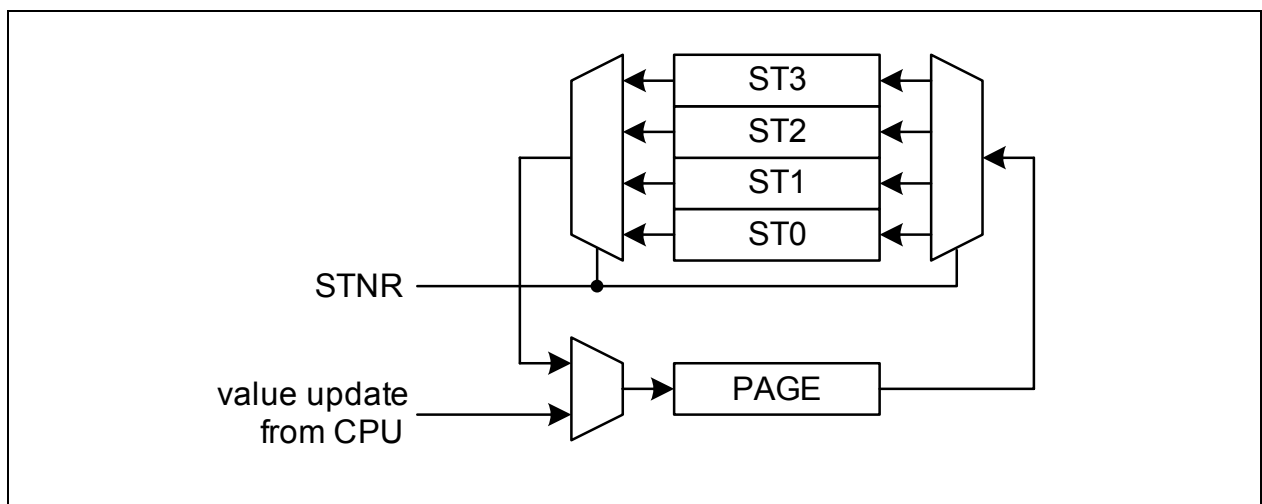 ST3
ST2
ST1
ST0
STNR
PAGE
value update
from CPU